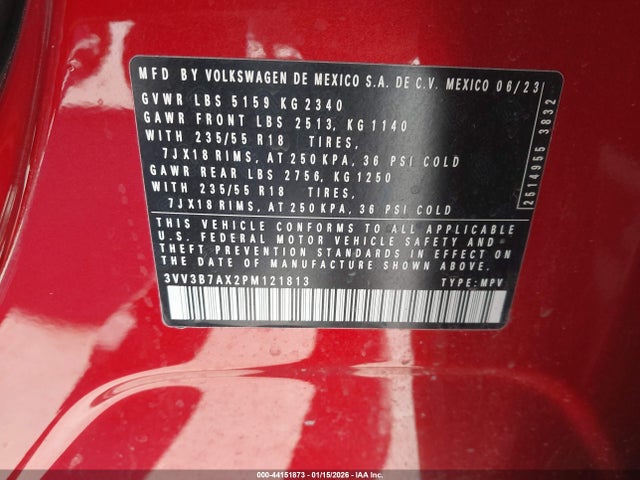 MFD BY VOLKSWAGEN DE MEXICO S.A. DE C.V. MEXICO 06/23
GVWR LBS 5159 KG 2340
GAWR FRONT LBS 2513, KG 1140
WITH 235/55 R18 TIRES,
7JX18 RIMS, AT 250 KPA, 36 PSI COLD
GAWR REAR LBS 2756, KG 1250
WITH 235/55 R18 TIRES,
7JX18 RIMS, AT 250 KPA, 36 PSI COLD
THIS VEHICLE CONFORMS TO ALL APPLICABLE
U.S. FEDERAL MOTOR VEHICLE SAFETY AND
THEFT PREVENTION STANDARDS IN EFFECT ON
THE DATE OF MANUFACTURE SHOWN ABOVE.
3VV3B7AX2PM121813 TYPE: MPV
2514955 3832
000-44151873 - 01/15/2026 - IAA Inc.